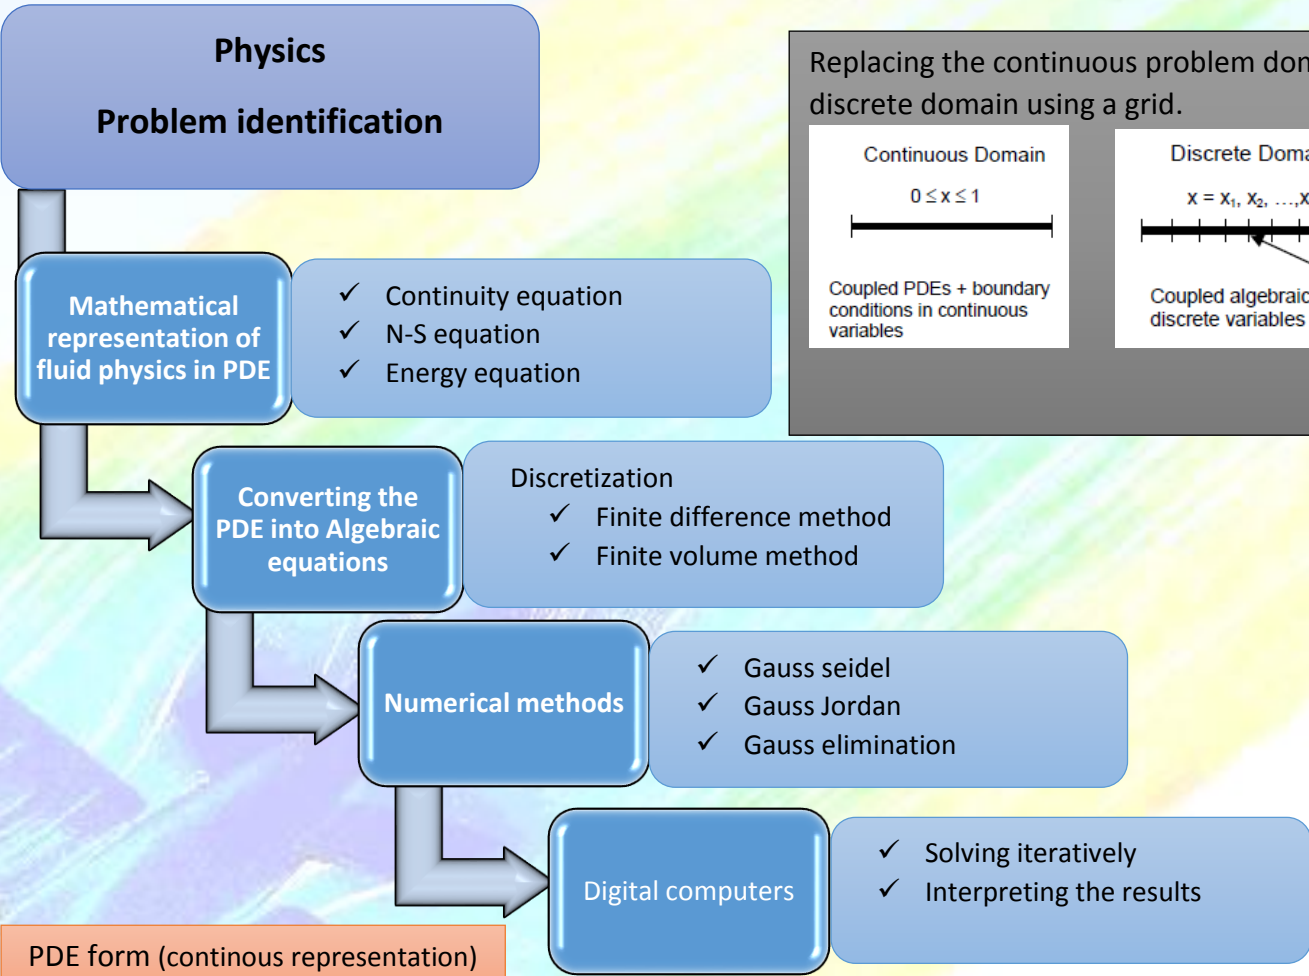 Physics
Problem identification
Replacing the continuous problem
discrete domain using a grid.
Continuous Domain
0 ≤ x ≤ 1
Coupled PDEs + boundary
conditions in continuous
variables
Discrete
x = x₁, x₂, …,x
Coupled algebraic
discrete variables
Mathematical
representation of
fluid physics in PDE
✓ Continuity equation
✓ N-S equation
✓ Energy equation
Converting the
PDE into Algebraic
equations
Discretization
✓ Finite difference method
✓ Finite volume method
Numerical methods
✓ Gauss seidel
✓ Gauss Jordan
✓ Gauss elimination
Digital computers
✓ Solving iteratively
✓ Interpreting the results
PDE form (continous representation)